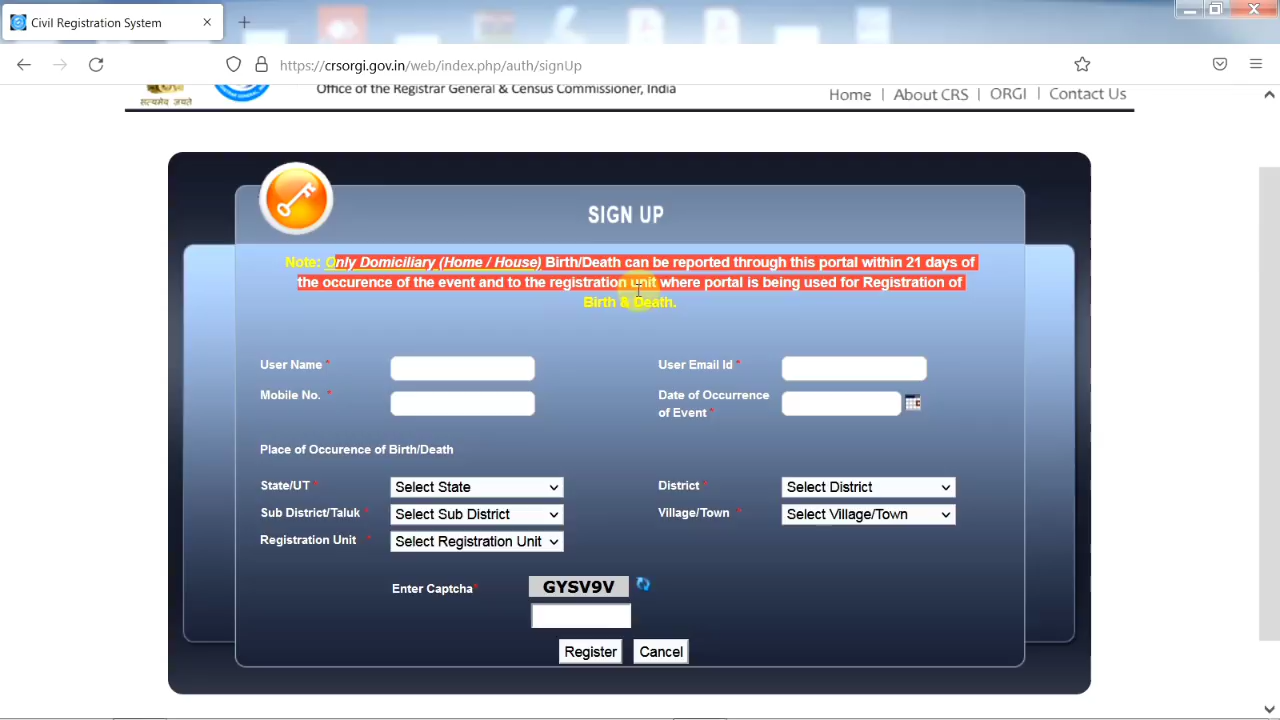 Civil Registration System
https://crsorgi.gov.in/web/index.php/auth/signUp
सत्यमेव जयते
Office of the Registrar General & Census Commissioner, India
Home | About CRS | ORGI | Contact Us
SIGN UP
Note: Only Domiciliary (Home / House) Birth/Death can be reported through this portal within 21 days of
the occurence of the event and to the registration unit where portal is being used for Registration of
Birth & Death.
User Name *
User Email Id *
Mobile No. *
Date of Occurrence
of Event *
Place of Occurence of Birth/Death
State/UT * Select State
District * Select District
Sub District/Taluk * Select Sub District
Village/Town * Select Village/Town
Registration Unit * Select Registration Unit
Enter Captcha* GYSV9V
Register Cancel